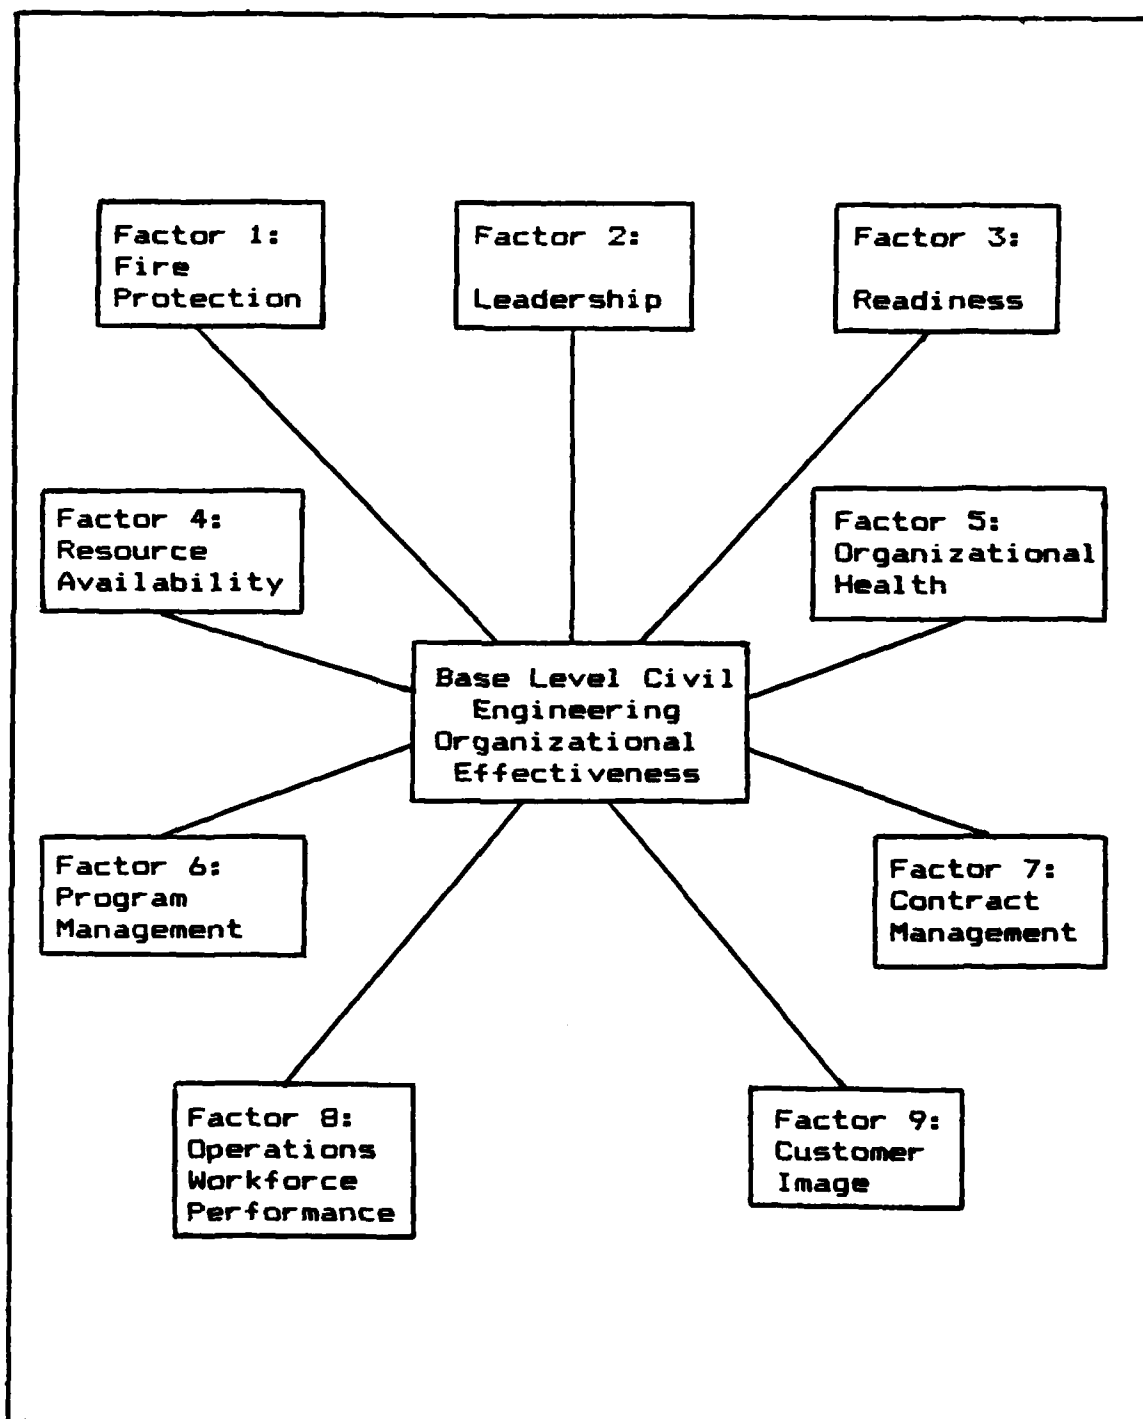 Factor 1:
Fire
Protection
Factor 2:
Leadership
Factor 3:
Readiness
Factor 4:
Resource
Availability
Factor 5:
Organizational
Health
Base Level Civil
Engineering
Organizational
Effectiveness
Factor 6:
Program
Management
Factor 7:
Contract
Management
Factor 8:
Operations
Workforce
Performance
Factor 9:
Customer
Image